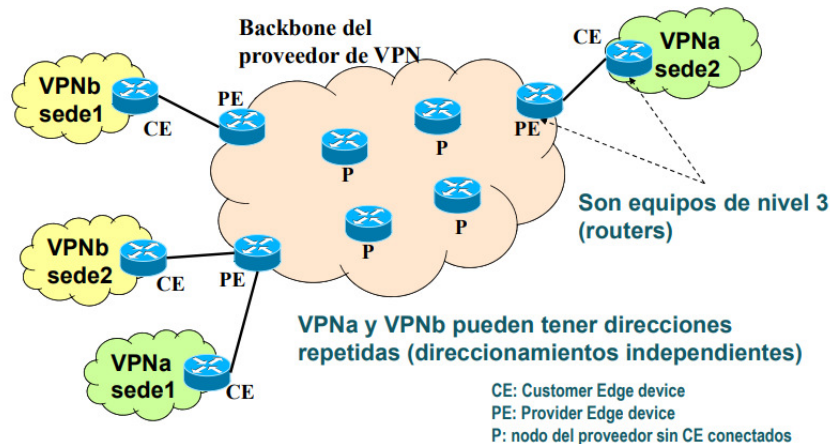 Backbone del
proveedor de VPN
CE
VPNa
sede2
VPNb
sede1
PE
CE
PE
P
P
P
P
Son equipos de nivel 3
(routers)
VPNb
sede2
CE
PE
VPNa y VPNb pueden tener direcciones
repetidas (direccionamientos independientes)
VPNa
sede1
CE
CE: Customer Edge device
PE: Provider Edge device
P: nodo del proveedor sin CE conectados